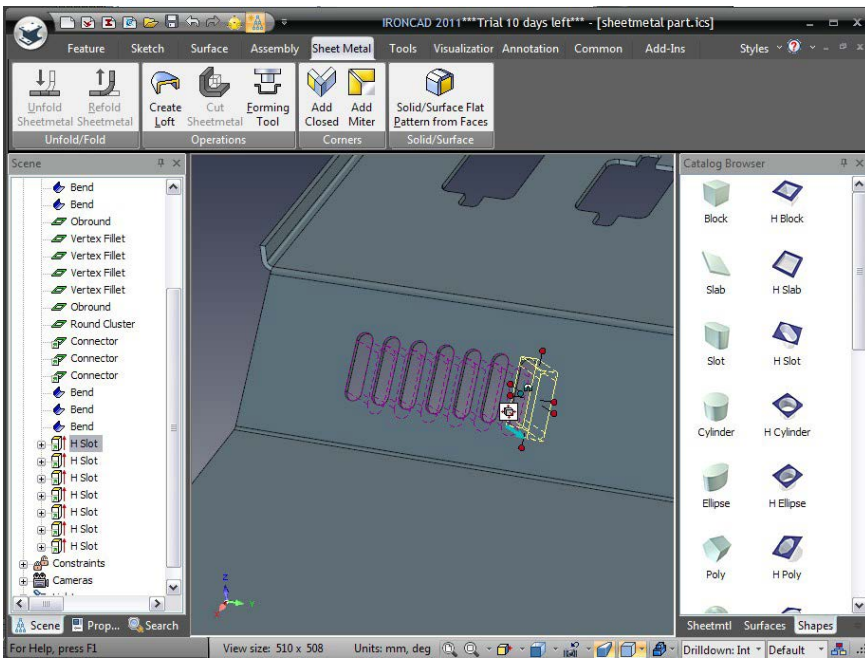 IRONCAD 2011***Trial 10 days left*** - [sheetmetal part.ics]
Feature Sketch Surface Assembly Sheet Metal Tools Visualization Annotation Common Add-Ins Styles
Unfold Sheetmetal
Refold Sheetmetal
Create Loft
Cut Sheetmetal
Forming Tool
Add Closed
Add Miter
Solid/Surface Flat Pattern from Faces
Unfold/Fold Operations Corners Solid/Surface
Scene
Bend
Bend
Obround
Vertex Fillet
Vertex Fillet
Vertex Fillet
Vertex Fillet
Obround
Round Cluster
Connector
Connector
Connector
Bend
Bend
Bend
H Slot
H Slot
H Slot
H Slot
H Slot
H Slot
H Slot
Constraints
Cameras
Scene Prop... Search
Z
Y
X
Catalog Browser
Block H Block
Slab H Slab
Slot H Slot
Cylinder H Cylinder
Ellipse H Ellipse
Poly H Poly
Sheetmtl Surfaces Shapes
For Help, press F1 View size: 510 x 508 Units: mm, deg Drilldown: Int Default